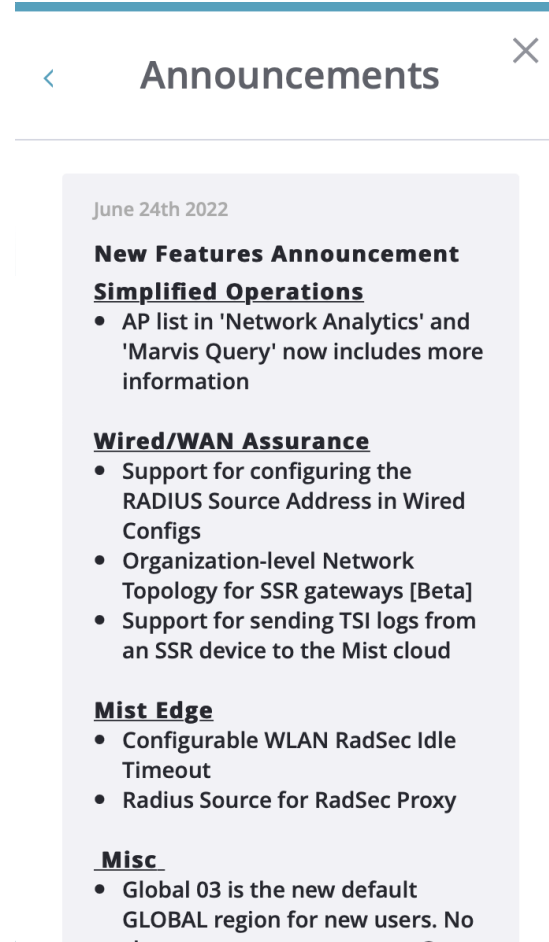 Announcements
June 24th 2022
New Features Announcement
Simplified Operations
• AP list in 'Network Analytics' and
'Marvis Query' now includes more
information
Wired/WAN Assurance
• Support for configuring the
RADIUS Source Address in Wired
Configs
• Organization-level Network
Topology for SSR gateways [Beta]
• Support for sending TSI logs from
an SSR device to the Mist cloud
Mist Edge
• Configurable WLAN RadSec Idle
Timeout
• Radius Source for RadSec Proxy
Misc
• Global 03 is the new default
GLOBAL region for new users. No